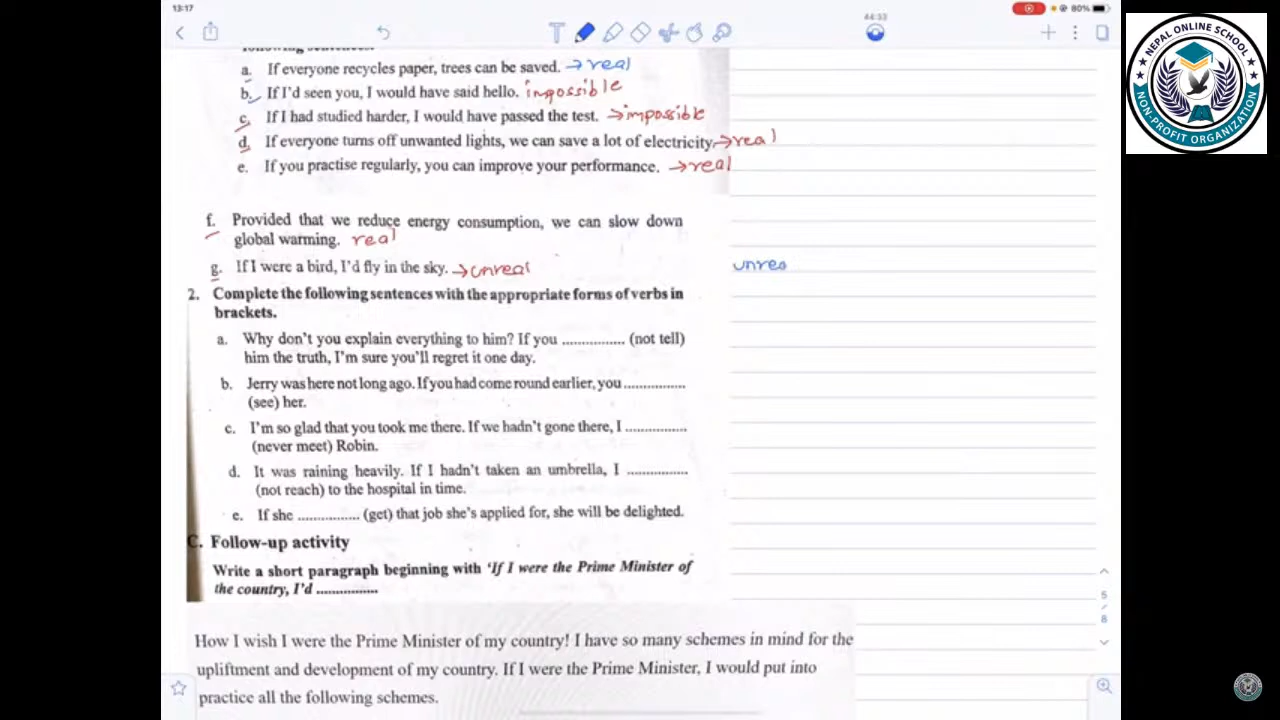 13:17
44:53
80%
T
NEPAL ONLINE SCHOOL
NON-PROFIT ORGANIZATION
following sentences.
a. If everyone recycles paper, trees can be saved. →real
b. If I'd seen you, I would have said hello. impossible
c. If I had studied harder, I would have passed the test. →impossible
d. If everyone turns off unwanted lights, we can save a lot of electricity. →real
e. If you practise regularly, you can improve your performance. →real
f. Provided that we reduce energy consumption, we can slow down
global warming. real
g. If I were a bird, I'd fly in the sky. →unreal
unrea
2. Complete the following sentences with the appropriate forms of verbs in
brackets.
a. Why don't you explain everything to him? If you ............... (not tell)
him the truth, I'm sure you'll regret it one day.
b. Jerry was here not long ago. If you had come round earlier, you ...............
(see) her.
c. I'm so glad that you took me there. If we hadn't gone there, I ...............
(never meet) Robin.
d. It was raining heavily. If I hadn't taken an umbrella, I ...............
(not reach) to the hospital in time.
e. If she ............... (get) that job she's applied for, she will be delighted.
C. Follow-up activity
Write a short paragraph beginning with 'If I were the Prime Minister of
the country, I'd ...............
How I wish I were the Prime Minister of my country! I have so many schemes in mind for the
upliftment and development of my country. If I were the Prime Minister, I would put into
practice all the following schemes.
5
/
8